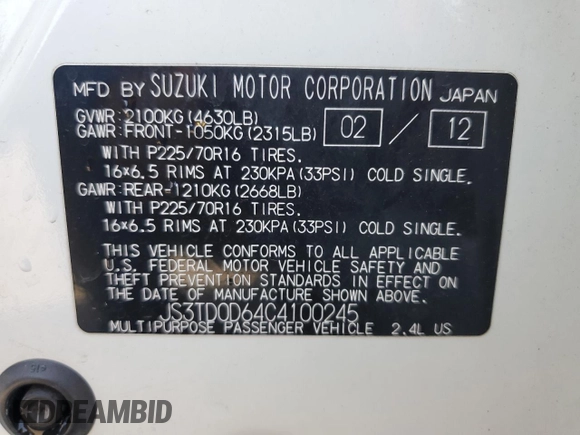 MFD BY SUZUKI MOTOR CORPORATION JAPAN
GVWR:2100KG(4630LB) 02 / 12
GAWR:FRONT-1050KG(2315LB)
WITH P225/70R16 TIRES.
16×6.5 RIMS AT 230KPA(33PSI) COLD SINGLE.
GAWR:REAR-1210KG(2668LB)
WITH P225/70R16 TIRES.
16×6.5 RIMS AT 230KPA(33PSI) COLD SINGLE.
THIS VEHICLE CONFORMS TO ALL APPLICABLE
U.S. FEDERAL MOTOR VEHICLE SAFETY AND
THEFT PREVENTION STANDARDS IN EFFECT ON
THE DATE OF MANUFACTURE SHOWN ABOVE.
JS3TD0D64C4100245
MULTIPURPOSE PASSENGER VEHICLE 2.4L US
DREAMBID